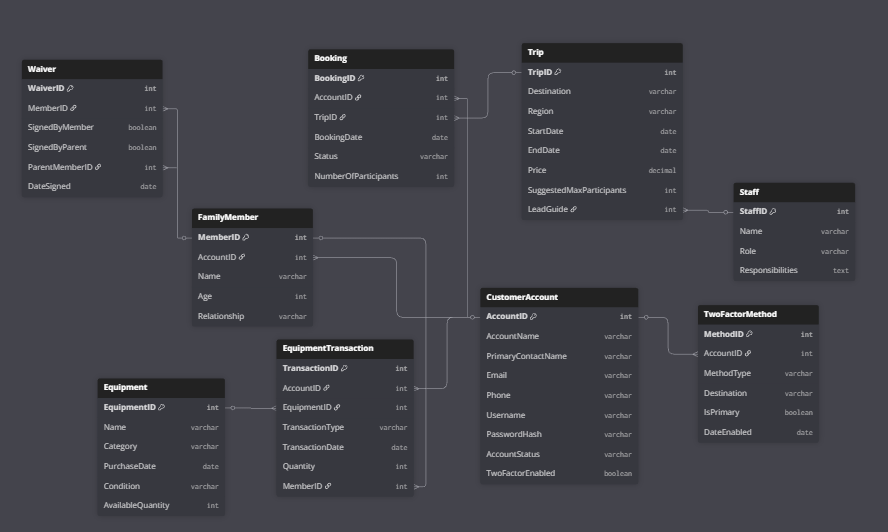 Waiver
WaiverID int
MemberID int
SignedByMember boolean
SignedByParent boolean
ParentMemberID int
DateSigned date
Booking
BookingID int
AccountID int
TripID int
BookingDate date
Status varchar
NumberOfParticipants int
Trip
TripID int
Destination varchar
Region varchar
StartDate date
EndDate date
Price decimal
SuggestedMaxParticipants int
LeadGuide int
Staff
StaffID int
Name varchar
Role varchar
Responsibilities text
FamilyMember
MemberID int
AccountID int
Name varchar
Age int
Relationship varchar
CustomerAccount
AccountID int
AccountName varchar
PrimaryContactName varchar
Email varchar
Phone varchar
Username varchar
PasswordHash varchar
AccountStatus varchar
TwoFactorEnabled boolean
TwoFactorMethod
MethodID int
AccountID int
MethodType varchar
Destination varchar
IsPrimary boolean
DateEnabled date
EquipmentTransaction
TransactionID int
AccountID int
EquipmentID int
TransactionType varchar
TransactionDate date
Quantity int
MemberID int
Equipment
EquipmentID int
Name varchar
Category varchar
PurchaseDate date
Condition varchar
AvailableQuantity int